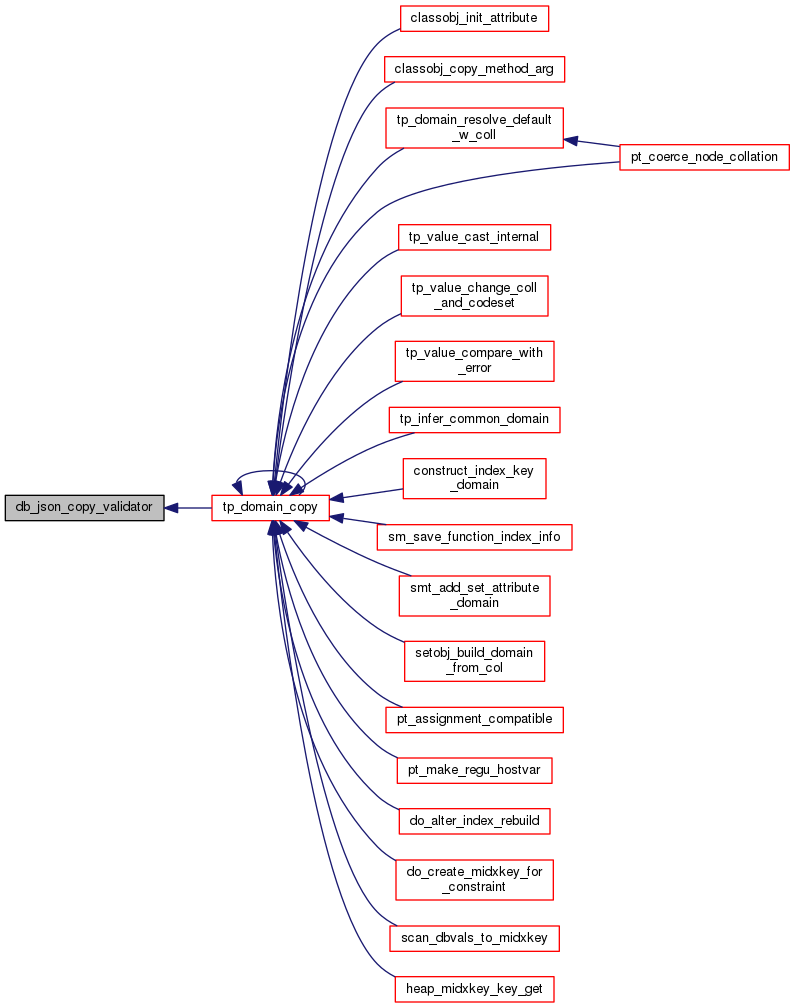 classobj_init_attribute
classobj_copy_method_arg
tp_domain_resolve_default
_w_coll
pt_coerce_node_collation
tp_value_cast_internal
tp_value_change_coll
_and_codeset
tp_value_compare_with
_error
tp_infer_common_domain
construct_index_key
_domain
db_json_copy_validator
tp_domain_copy
sm_save_function_index_info
smt_add_set_attribute
_domain
setobj_build_domain
_from_col
pt_assignment_compatible
pt_make_regu_hostvar
do_alter_index_rebuild
do_create_midxkey_for
_constraint
scan_dbvals_to_midxkey
heap_midxkey_key_get